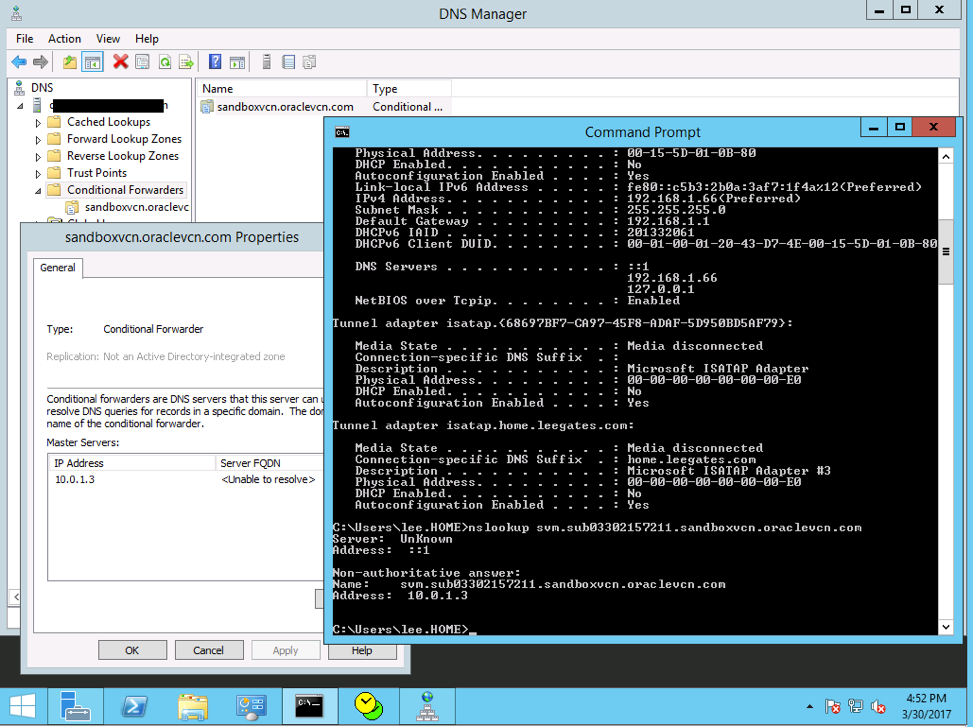 DNS Manager
File Action View Help
DNS
Cached Lookups
Forward Lookup Zones
Reverse Lookup Zones
Trust Points
Conditional Forwarders
sandboxvcn.oraclevc
Name Type
sandboxvcn.oraclevcn.com Conditional ...
sandboxvcn.oraclevcn.com Properties
General
Type: Conditional Forwarder
Replication: Not an Active Directory-integrated zone
Conditional forwarders are DNS servers that this server can u
resolve DNS queries for records in a specific domain. The do
name of the conditional forwarder.
Master Servers:
IP Address Server FQDN
10.0.1.3 <Unable to resolve>
OK Cancel Apply Help
Command Prompt
Physical Address. . . . . . . . . : 00-15-5D-01-0B-80
DHCP Enabled. . . . . . . . . . . : No
Autoconfiguration Enabled . . . . : Yes
Link-local IPv6 Address . . . . . : fe80::c5b3:2b0a:3af7:1f4a%12(Preferred)
IPv4 Address. . . . . . . . . . . : 192.168.1.66(Preferred)
Subnet Mask . . . . . . . . . . . : 255.255.255.0
Default Gateway . . . . . . . . . : 192.168.1.1
DHCPv6 IAID . . . . . . . . . . . : 201332061
DHCPv6 Client DUID. . . . . . . . : 00-01-00-01-20-43-D7-4E-00-15-5D-01-0B-80
DNS Servers . . . . . . . . . . . : ::1
192.168.1.66
127.0.0.1
NetBIOS over Tcpip. . . . . . . . : Enabled
Tunnel adapter isatap.{68697BF7-CA97-45F8-ADAF-5D950BD5AF79}:
Media State . . . . . . . . . . . : Media disconnected
Connection-specific DNS Suffix . :
Description . . . . . . . . . . . : Microsoft ISATAP Adapter
Physical Address. . . . . . . . . : 00-00-00-00-00-00-00-E0
DHCP Enabled. . . . . . . . . . . : No
Autoconfiguration Enabled . . . . : Yes
Tunnel adapter isatap.home.leegates.com:
Media State . . . . . . . . . . . : Media disconnected
Connection-specific DNS Suffix . : home.leegates.com
Description . . . . . . . . . . . : Microsoft ISATAP Adapter #3
Physical Address. . . . . . . . . : 00-00-00-00-00-00-00-E0
DHCP Enabled. . . . . . . . . . . : No
Autoconfiguration Enabled . . . . : Yes
C:\Users\lee.HOME>nslookup svm.sub03302157211.sandboxvcn.oraclevcn.com
Server: UnKnown
Address: ::1
Non-authoritative answer:
Name: svm.sub03302157211.sandboxvcn.oraclevcn.com
Address: 10.0.1.3
C:\Users\lee.HOME>_
4:52 PM
3/30/2017